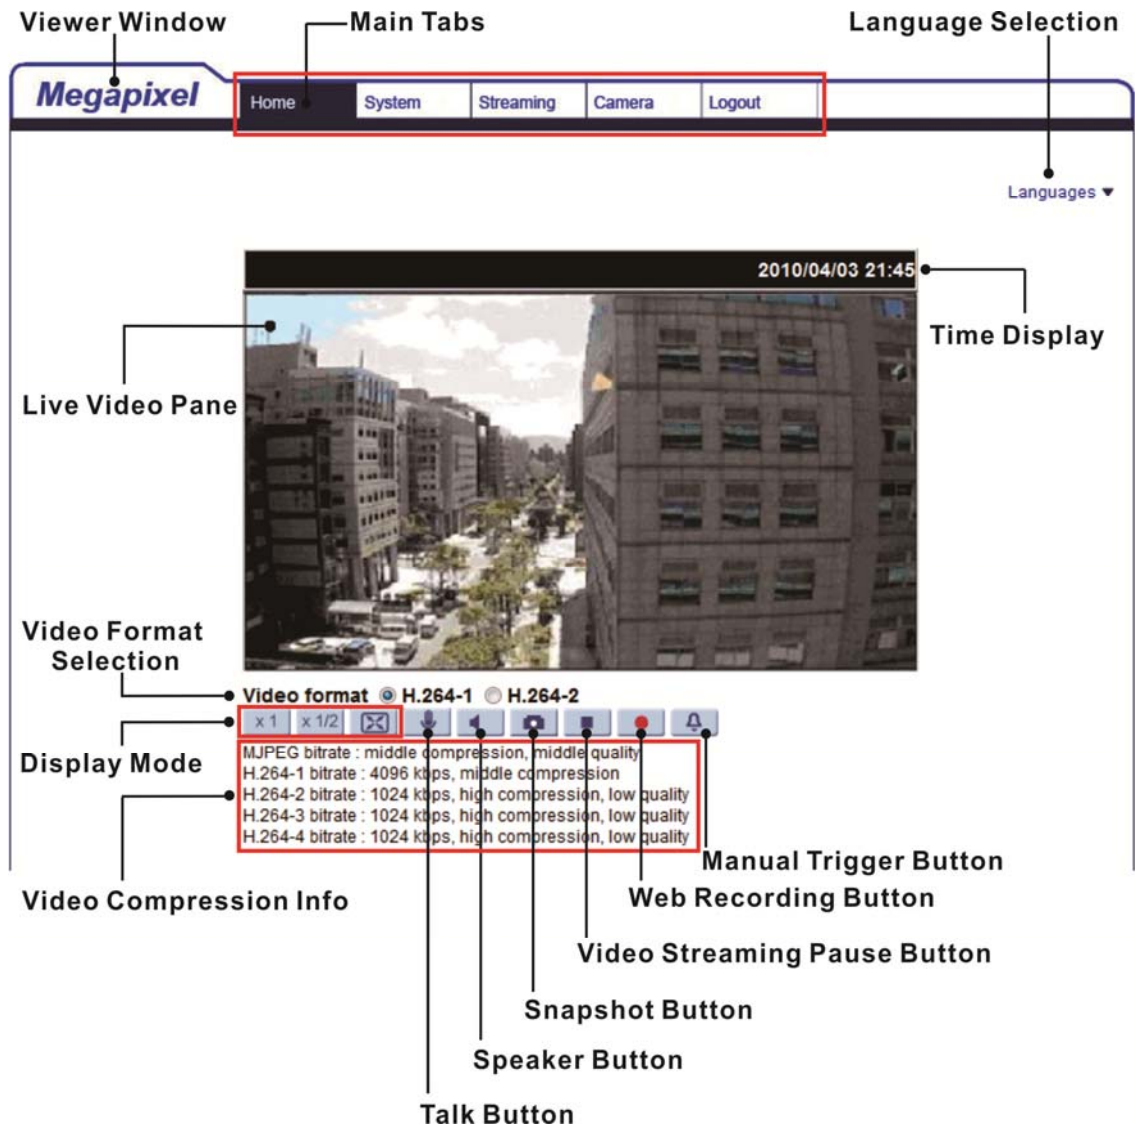 Viewer Window
Main Tabs
Language Selection
Megapixel
Home
System
Streaming
Camera
Logout
Languages
2010/04/03 21:45
Time Display
Live Video Pane
Video Format
Selection
Video format H.264-1 H.264-2
x 1
x 1/2
Display Mode
MJPEG bitrate : middle compression, middle quality
H.264-1 bitrate : 4096 kbps, middle compression
H.264-2 bitrate : 1024 kbps, high compression, low quality
H.264-3 bitrate : 1024 kbps, high compression, low quality
H.264-4 bitrate : 1024 kbps, high compression, low quality
Manual Trigger Button
Video Compression Info
Web Recording Button
Video Streaming Pause Button
Snapshot Button
Speaker Button
Talk Button